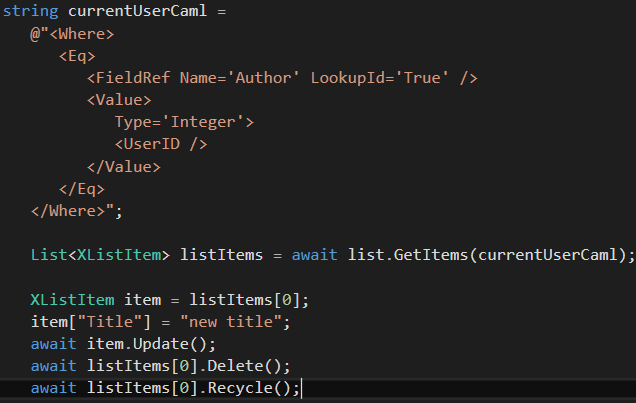 string currentUserCaml =
@"<Where>
<Eq>
<FieldRef Name='Author' LookupId='True' />
<Value>
Type='Integer'>
<UserID />
</Value>
</Eq>
</Where>";
List<XListItem> listItems = await list.GetItems(currentUserCaml);
XListItem item = listItems[0];
item["Title"] = "new title";
await item.Update();
await listItems[0].Delete();
await listItems[0].Recycle();